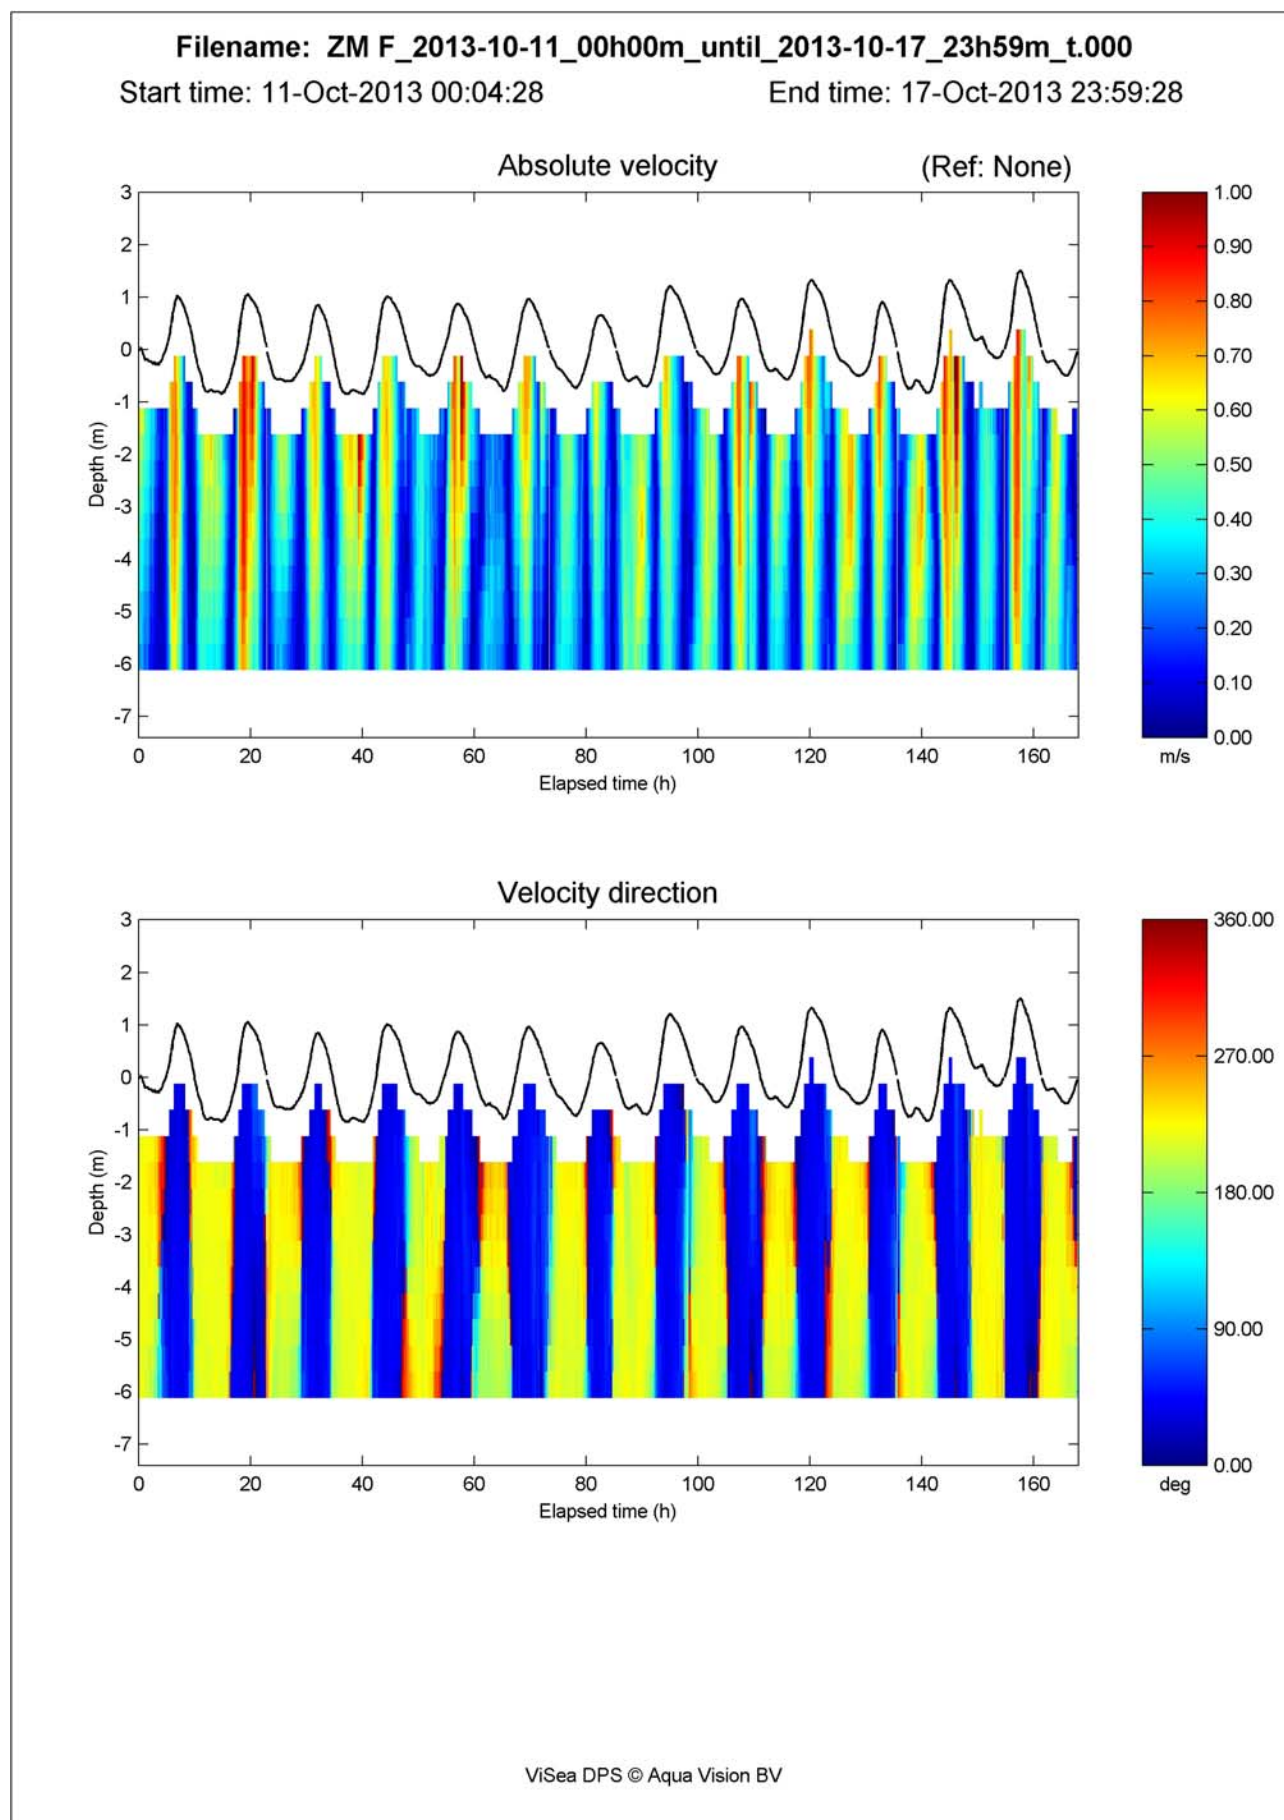 Filename:  ZM F_2013-10-11_00h00m_until_2013-10-17_23h59m_t.000
Start time: 11-Oct-2013 00:04:28
End time: 17-Oct-2013 23:59:28
Absolute velocity
(Ref: None)
3
2
1
0
-1
-2
-3
-4
-5
-6
-7
Depth (m)
0 20 40 60 80 100 120 140 160
Elapsed time (h)
1.00
0.90
0.80
0.70
0.60
0.50
0.40
0.30
0.20
0.10
0.00
m/s
Velocity direction
3
2
1
0
-1
-2
-3
-4
-5
-6
-7
Depth (m)
0 20 40 60 80 100 120 140 160
Elapsed time (h)
360.00
270.00
180.00
90.00
0.00
deg
ViSea DPS © Aqua Vision BV